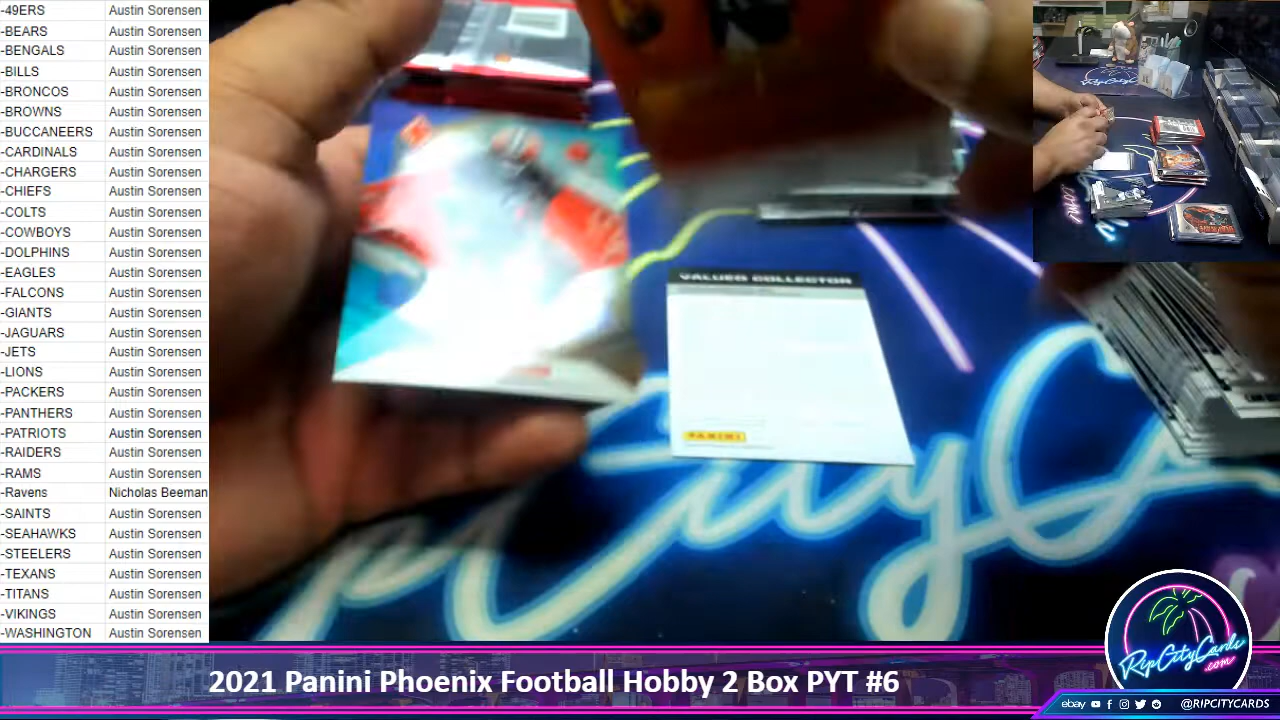 -49ERS Austin Sorensen
-BEARS Austin Sorensen
-BENGALS Austin Sorensen
-BILLS Austin Sorensen
-BRONCOS Austin Sorensen
-BROWNS Austin Sorensen
-BUCCANEERS Austin Sorensen
-CARDINALS Austin Sorensen
-CHARGERS Austin Sorensen
-CHIEFS Austin Sorensen
-COLTS Austin Sorensen
-COWBOYS Austin Sorensen
-DOLPHINS Austin Sorensen
-EAGLES Austin Sorensen
-FALCONS Austin Sorensen
-GIANTS Austin Sorensen
-JAGUARS Austin Sorensen
-JETS Austin Sorensen
-LIONS Austin Sorensen
-PACKERS Austin Sorensen
-PANTHERS Austin Sorensen
-PATRIOTS Austin Sorensen
-RAIDERS Austin Sorensen
-RAMS Austin Sorensen
-Ravens Nicholas Beeman
-SAINTS Austin Sorensen
-SEAHAWKS Austin Sorensen
-STEELERS Austin Sorensen
-TEXANS Austin Sorensen
-TITANS Austin Sorensen
-VIKINGS Austin Sorensen
-WASHINGTON Austin Sorensen
VALUED COLLECTOR
PANINI
RipCityCards
.com
2021 Panini Phoenix Football Hobby 2 Box PYT #6
ebay @RIPCITYCARDS